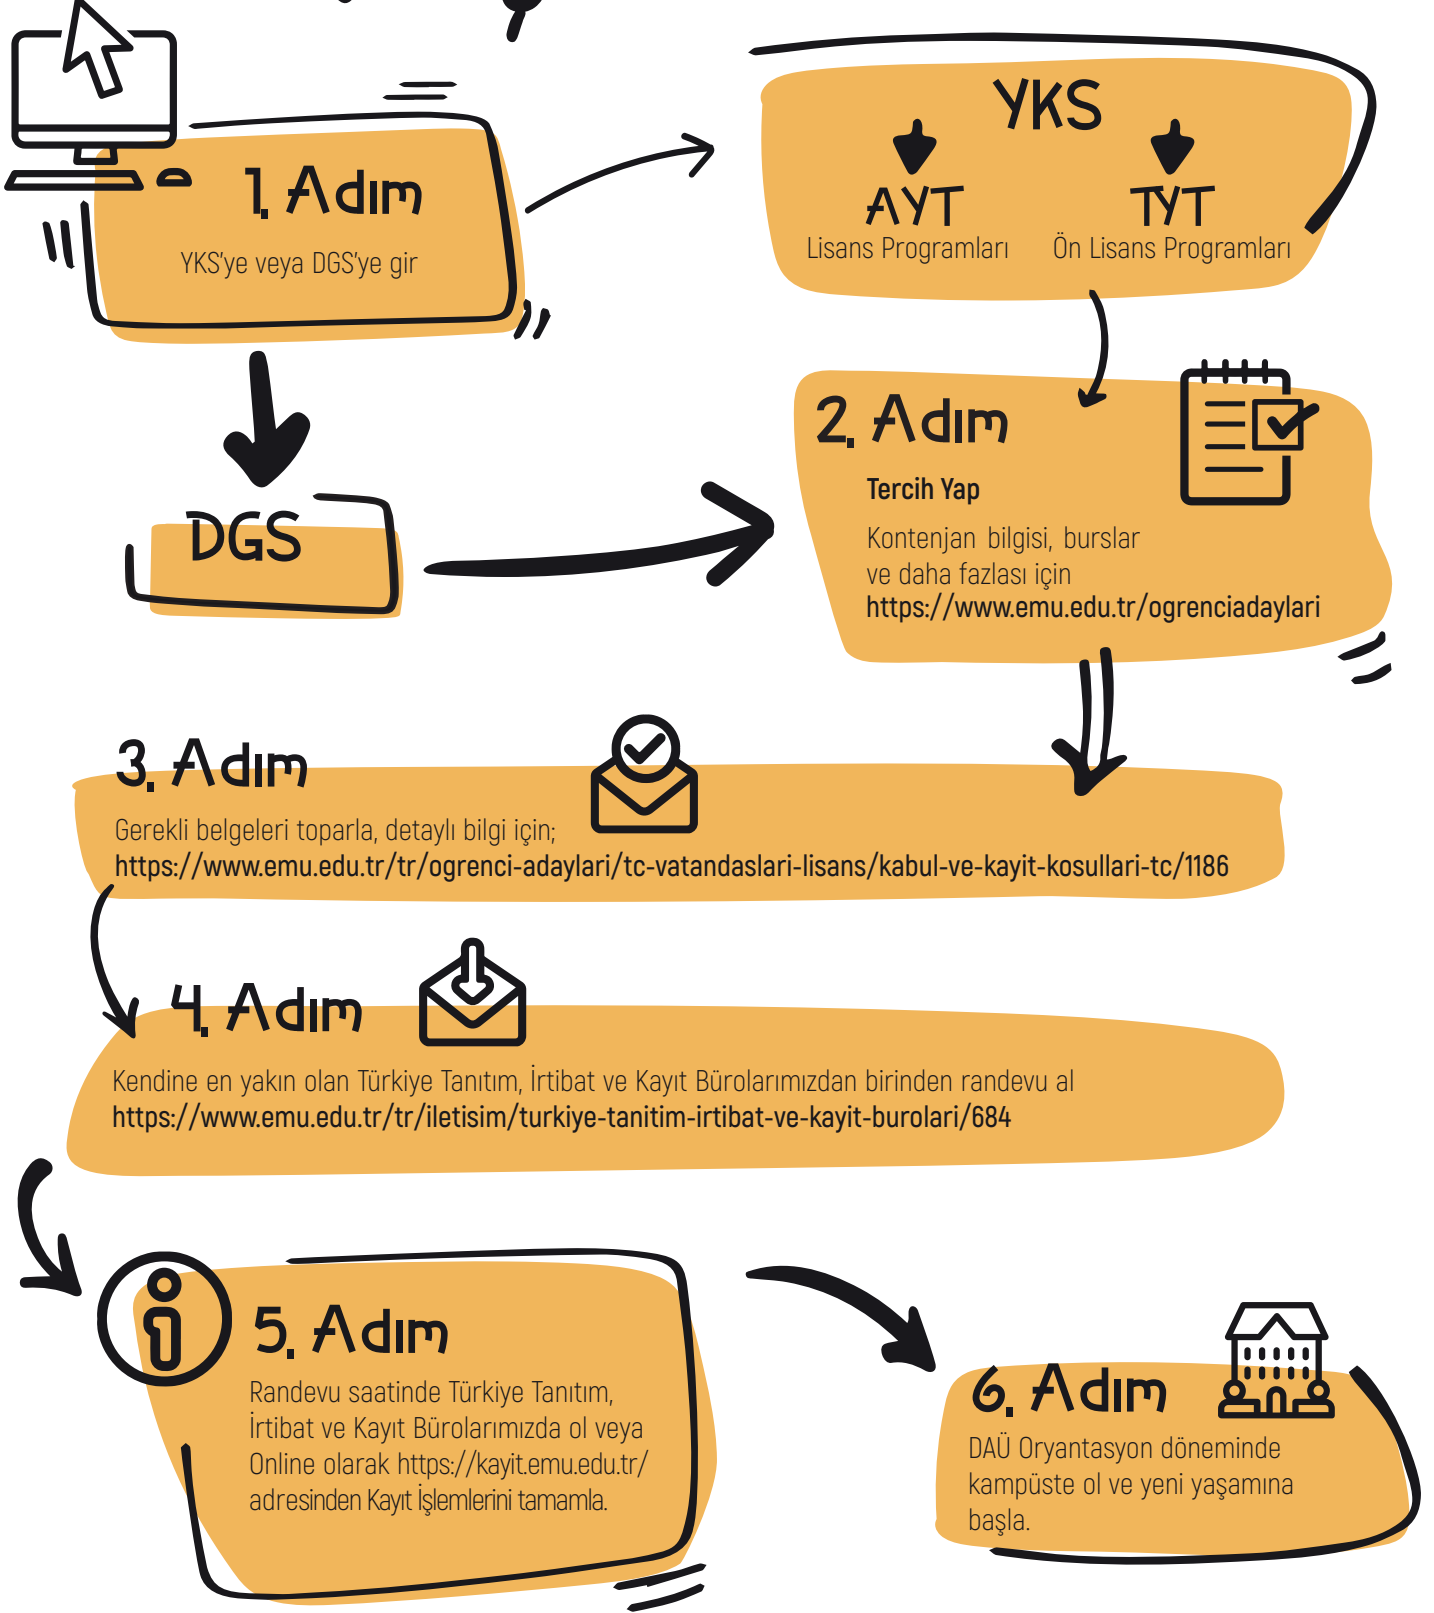 1. Adım
YKS'ye veya DGS'ye gir
YKS
AYT
Lisans Programları
TYT
Ön Lisans Programları
DGS
2. Adım
Tercih Yap
Kontenjan bilgisi, burslar
ve daha fazlası için
https://www.emu.edu.tr/ogrenciadaylari
3. Adım
Gerekli belgeleri toparla, detaylı bilgi için;
https://www.emu.edu.tr/tr/ogrenci-adaylari/tc-vatandaslari-lisans/kabul-ve-kayit-kosullari-tc/1186
4. Adım
Kendine en yakın olan Türkiye Tanıtım, İrtibat ve Kayıt Bürolarımızdan birinden randevu al
https://www.emu.edu.tr/tr/iletisim/turkiye-tanitim-irtibat-ve-kayit-burolari/684
5. Adım
Randevu saatinde Türkiye Tanıtım,
İrtibat ve Kayıt Bürolarımızda ol veya
Online olarak https://kayit.emu.edu.tr/
adresinden Kayıt İşlemlerini tamamla.
6. Adım
DAÜ Oryantasyon döneminde
kampüste ol ve yeni yaşamına
başla.